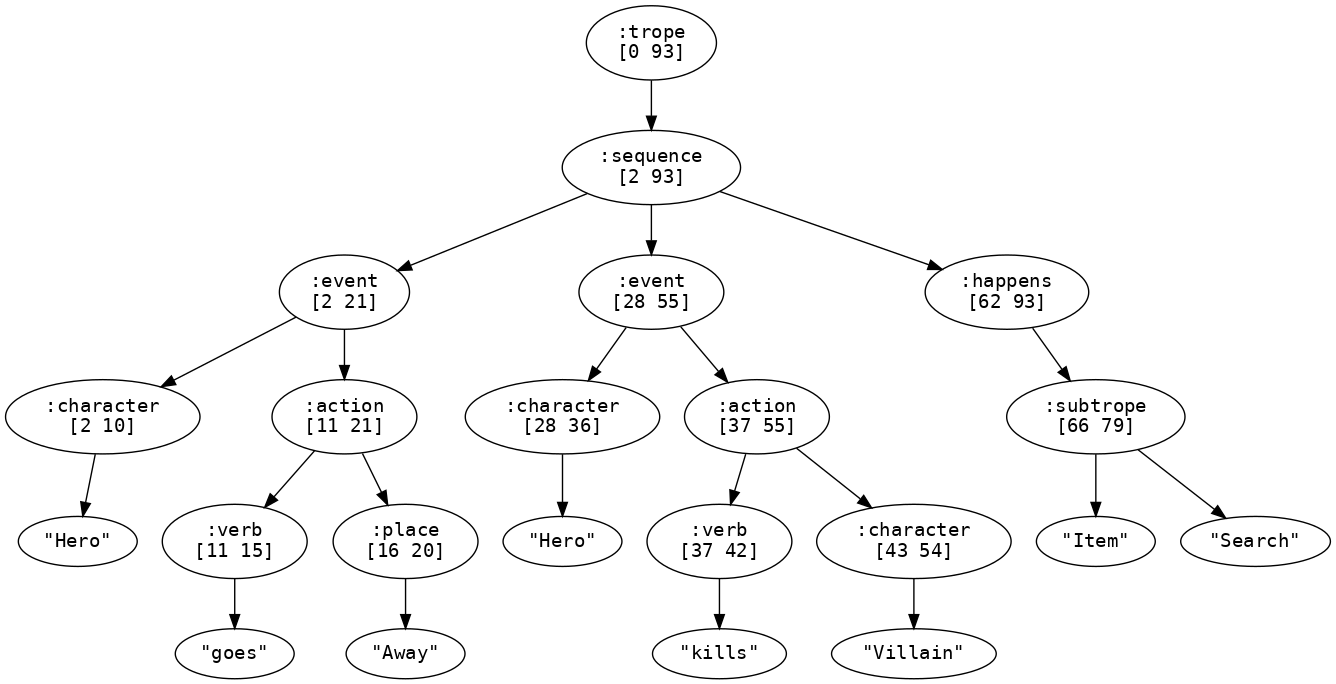 :trope
[0 93]
:sequence
[2 93]
:event
[2 21]
:event
[28 55]
:happens
[62 93]
:character
[2 10]
:action
[11 21]
:character
[28 36]
:action
[37 55]
:subtrope
[66 79]
"Hero"
:verb
[11 15]
:place
[16 20]
"Hero"
:verb
[37 42]
:character
[43 54]
"Item"
"Search"
"goes"
"Away"
"kills"
"Villain"